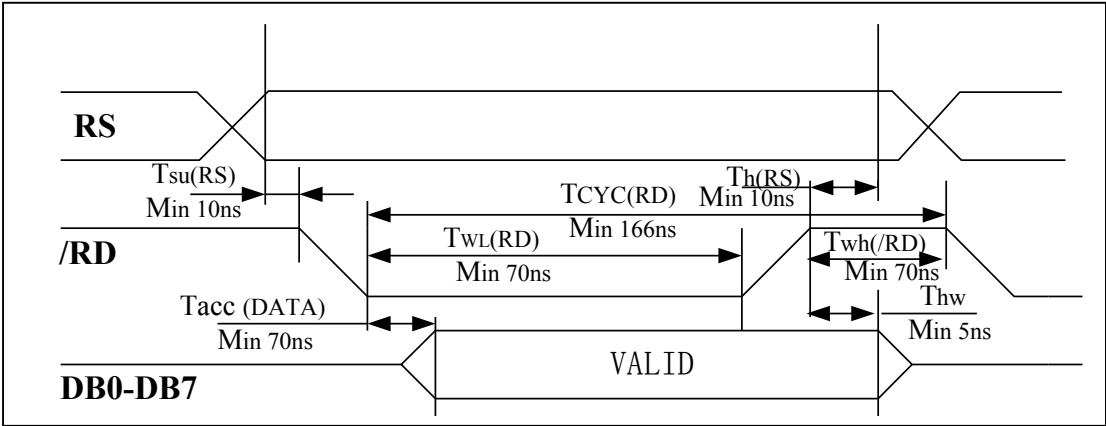 RS
Tsu(RS)
Min 10ns
Th(RS)
Min 10ns
TCYC(RD)
Min 166ns
/RD
TWL(RD)
Min 70ns
Twh(/RD)
Min 70ns
Tacc (DATA)
Min 70ns
Thw
Min 5ns
VALID
DB0-DB7